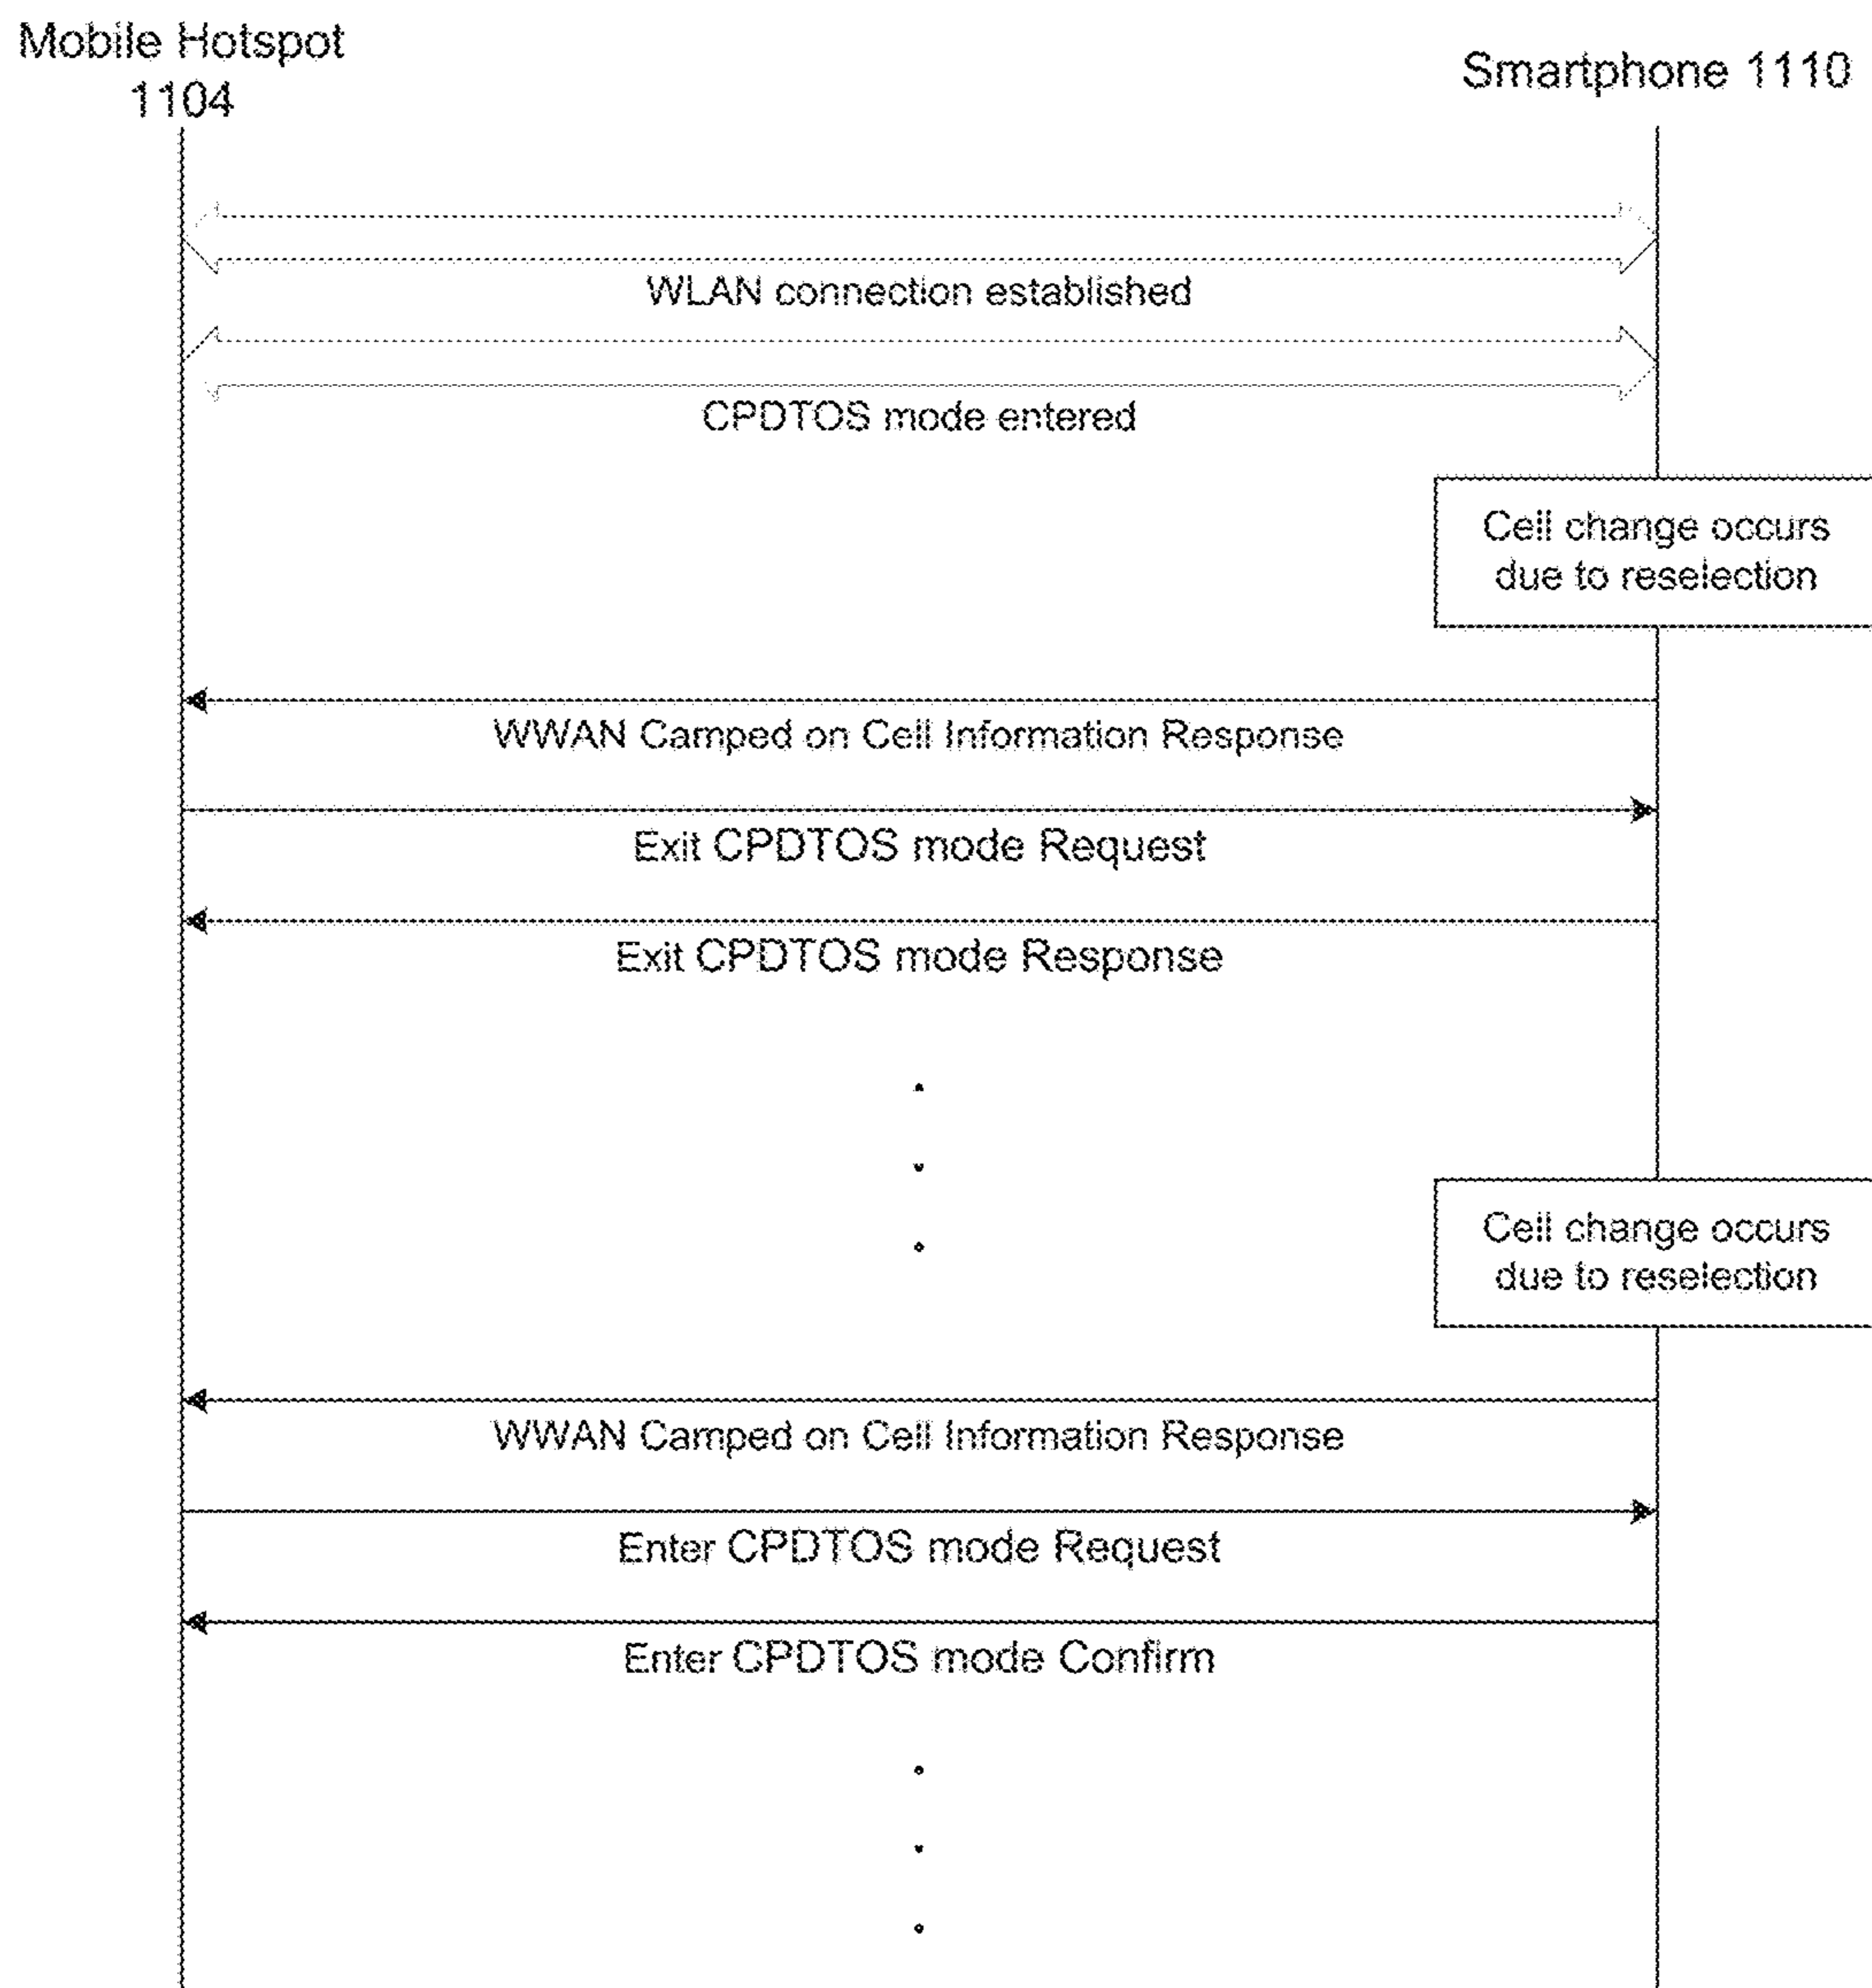 Mobile Hotspot
1104
Smartphone 1110
WLAN connection established
CPDTOS mode entered
Cell change occurs
due to reselection
WWAN Camped on Cell Information Response
Exit CPDTOS mode Request
Exit CPDTOS mode Response
Cell change occurs
due to reselection
WWAN Camped on Cell Information Response
Enter CPDTOS mode Request
Enter CPDTOS mode Confirm